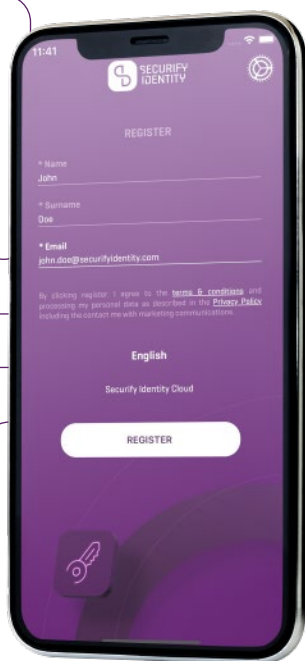 11:41
SECURIFY
IDENTITY
REGISTER
* Name
John
* Surname
Doe
* Email
john.doe@securifyidentity.com
By clicking register I agree to the terms & conditions and
processing my personal data as described in the Privacy Policy
including the contact me with marketing communications.
English
Securify Identity Cloud
REGISTER